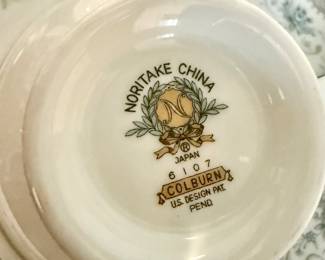 NORITAKE CHINA
N
®
JAPAN
6107
COLBURN
U.S. DESIGN PAT.
PEND.